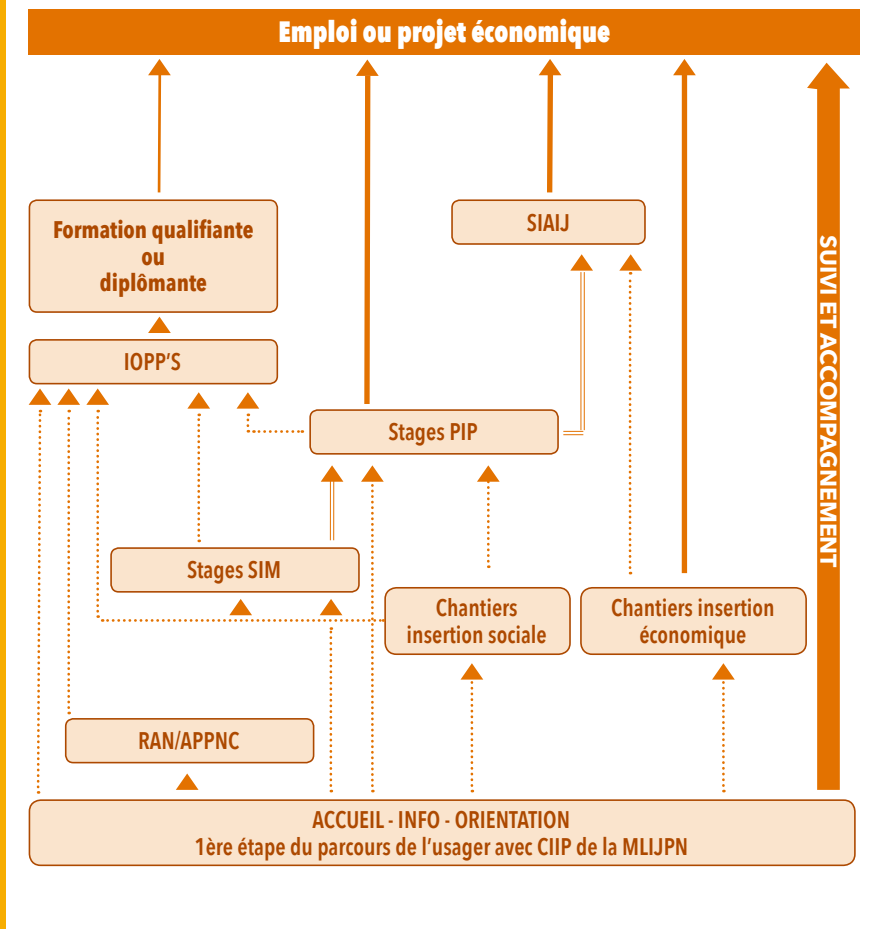 Emploi ou projet économique
Formation qualifiante
ou
diplômante
SIAIJ
IOPP'S
Stages PIP
Stages SIM
Chantiers
insertion sociale
Chantiers insertion
économique
RAN/APPNC
SUIVI ET ACCOMPAGNEMENT
ACCUEIL - INFO - ORIENTATION
1ère étape du parcours de l'usager avec CIIP de la MLIJPN